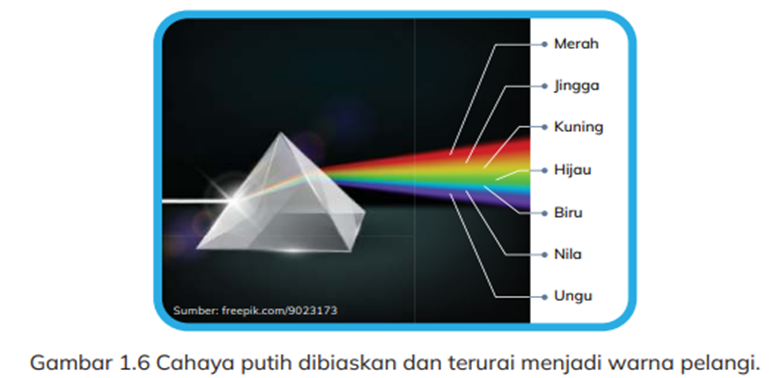 Merah
Jingga
Kuning
Hijau
Biru
Nila
Ungu
Sumber: freepik.com/9023173
Gambar 1.6 Cahaya putih dibiaskan dan terurai menjadi warna pelangi.